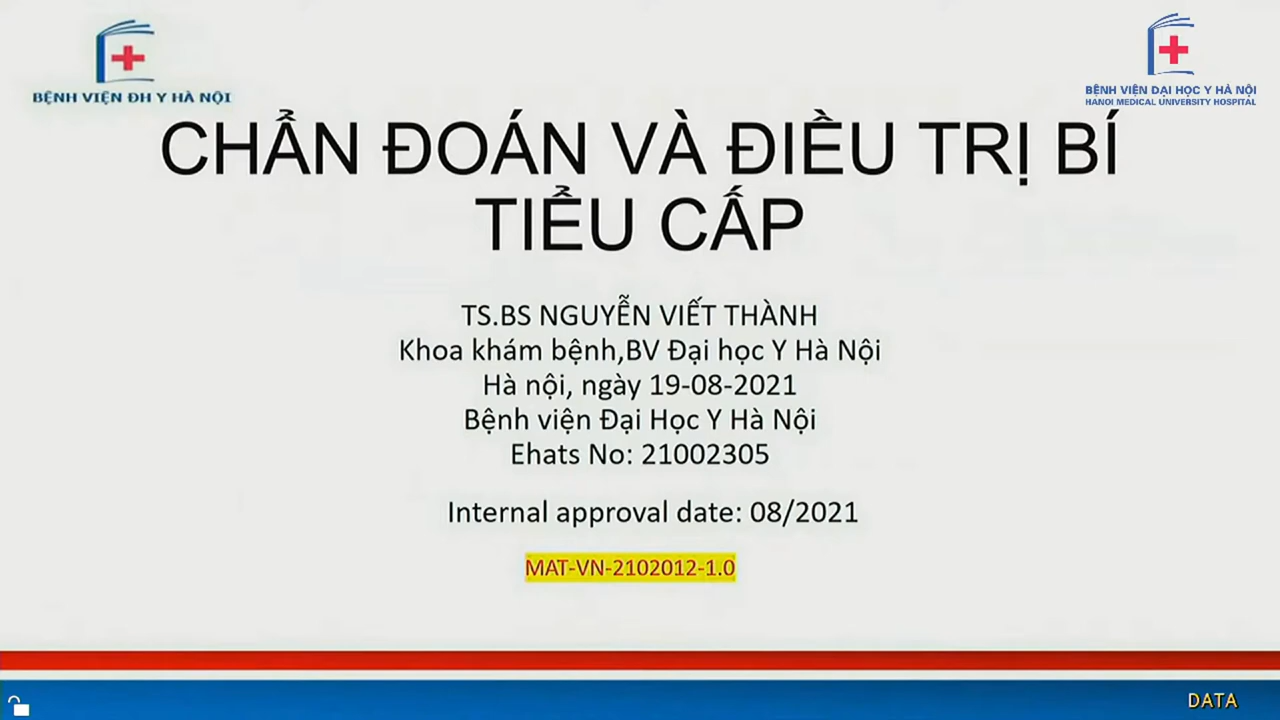 BỆNH VIỆN ĐH Y HÀ NỘI
BỆNH VIỆN ĐẠI HỌC Y HÀ NỘI
HANOI MEDICAL UNIVERSITY HOSPITAL
CHẨN ĐOÁN VÀ ĐIỀU TRỊ BÍ
TIỂU CẤP
TS.BS NGUYỄN VIẾT THÀNH
Khoa khám bệnh,BV Đại học Y Hà Nội
Hà nội, ngày 19-08-2021
Bệnh viện Đại Học Y Hà Nội
Ehats No: 21002305
Internal approval date: 08/2021
MAT-VN-2102012-1.0
DATA